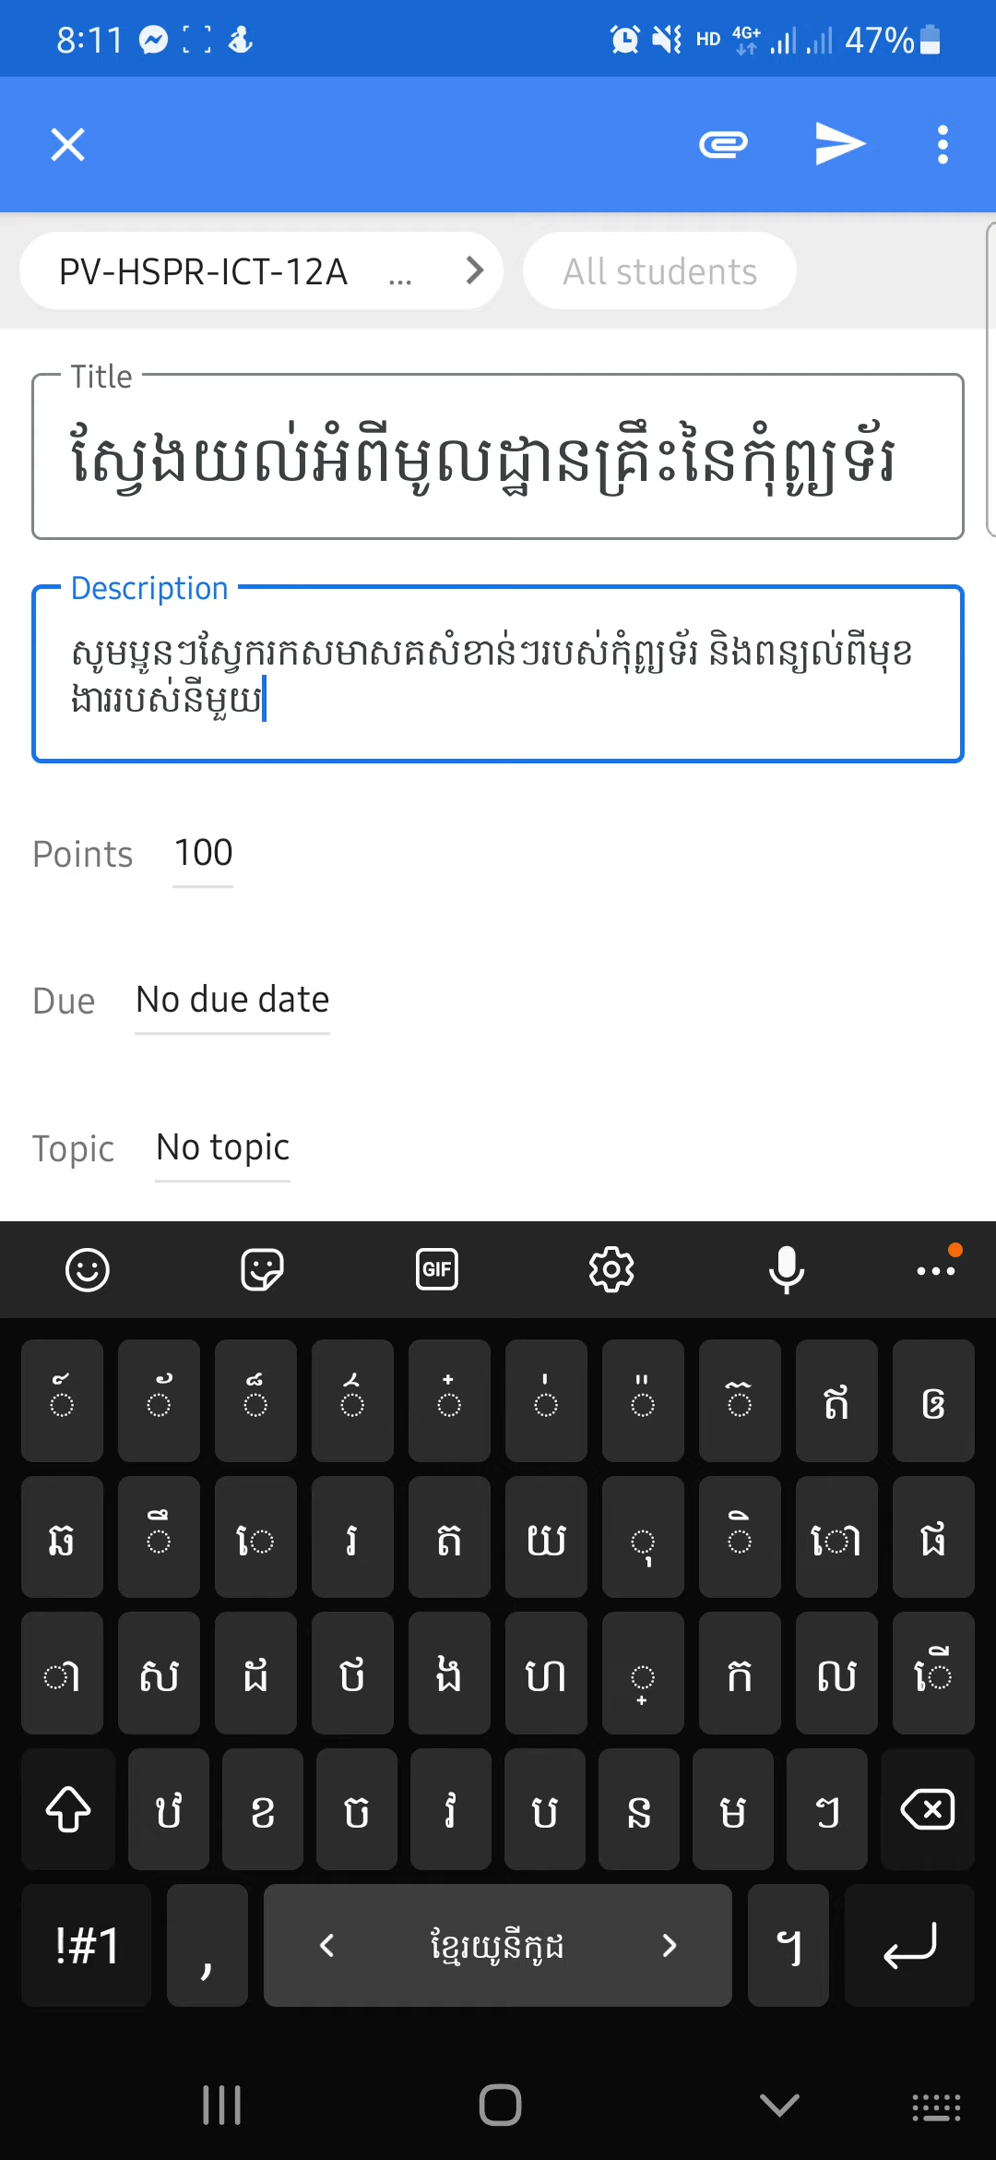 8:11 HD 4G+ 47%
PV-HSPR-ICT-12A ... All students
Title
ស្វែងយល់អំពីមូលដ្ឋានគ្រឹះនៃកុំព្យូទ័រ
Description
សូមប្អូនៗស្វែករកសមាសគសំខាន់ៗរបស់កុំព្យូទ័រ និងពន្យល់ពីមុខ
ងាររបស់នីមួយ
Points 100
Due No due date
Topic No topic
GIF
៍ ័ ៏ ៌ ៎ ់ ៉ ៊ ឥ ឲ
ឆ ឹ េ រ ត យ ុ ិ ោ ផ
ា ស ដ ថ ង ហ ្ ក ល ើ
ឋ ខ ច វ ប ន ម ៗ
!#1 , < ខ្មែរយូនីកូដ > ។